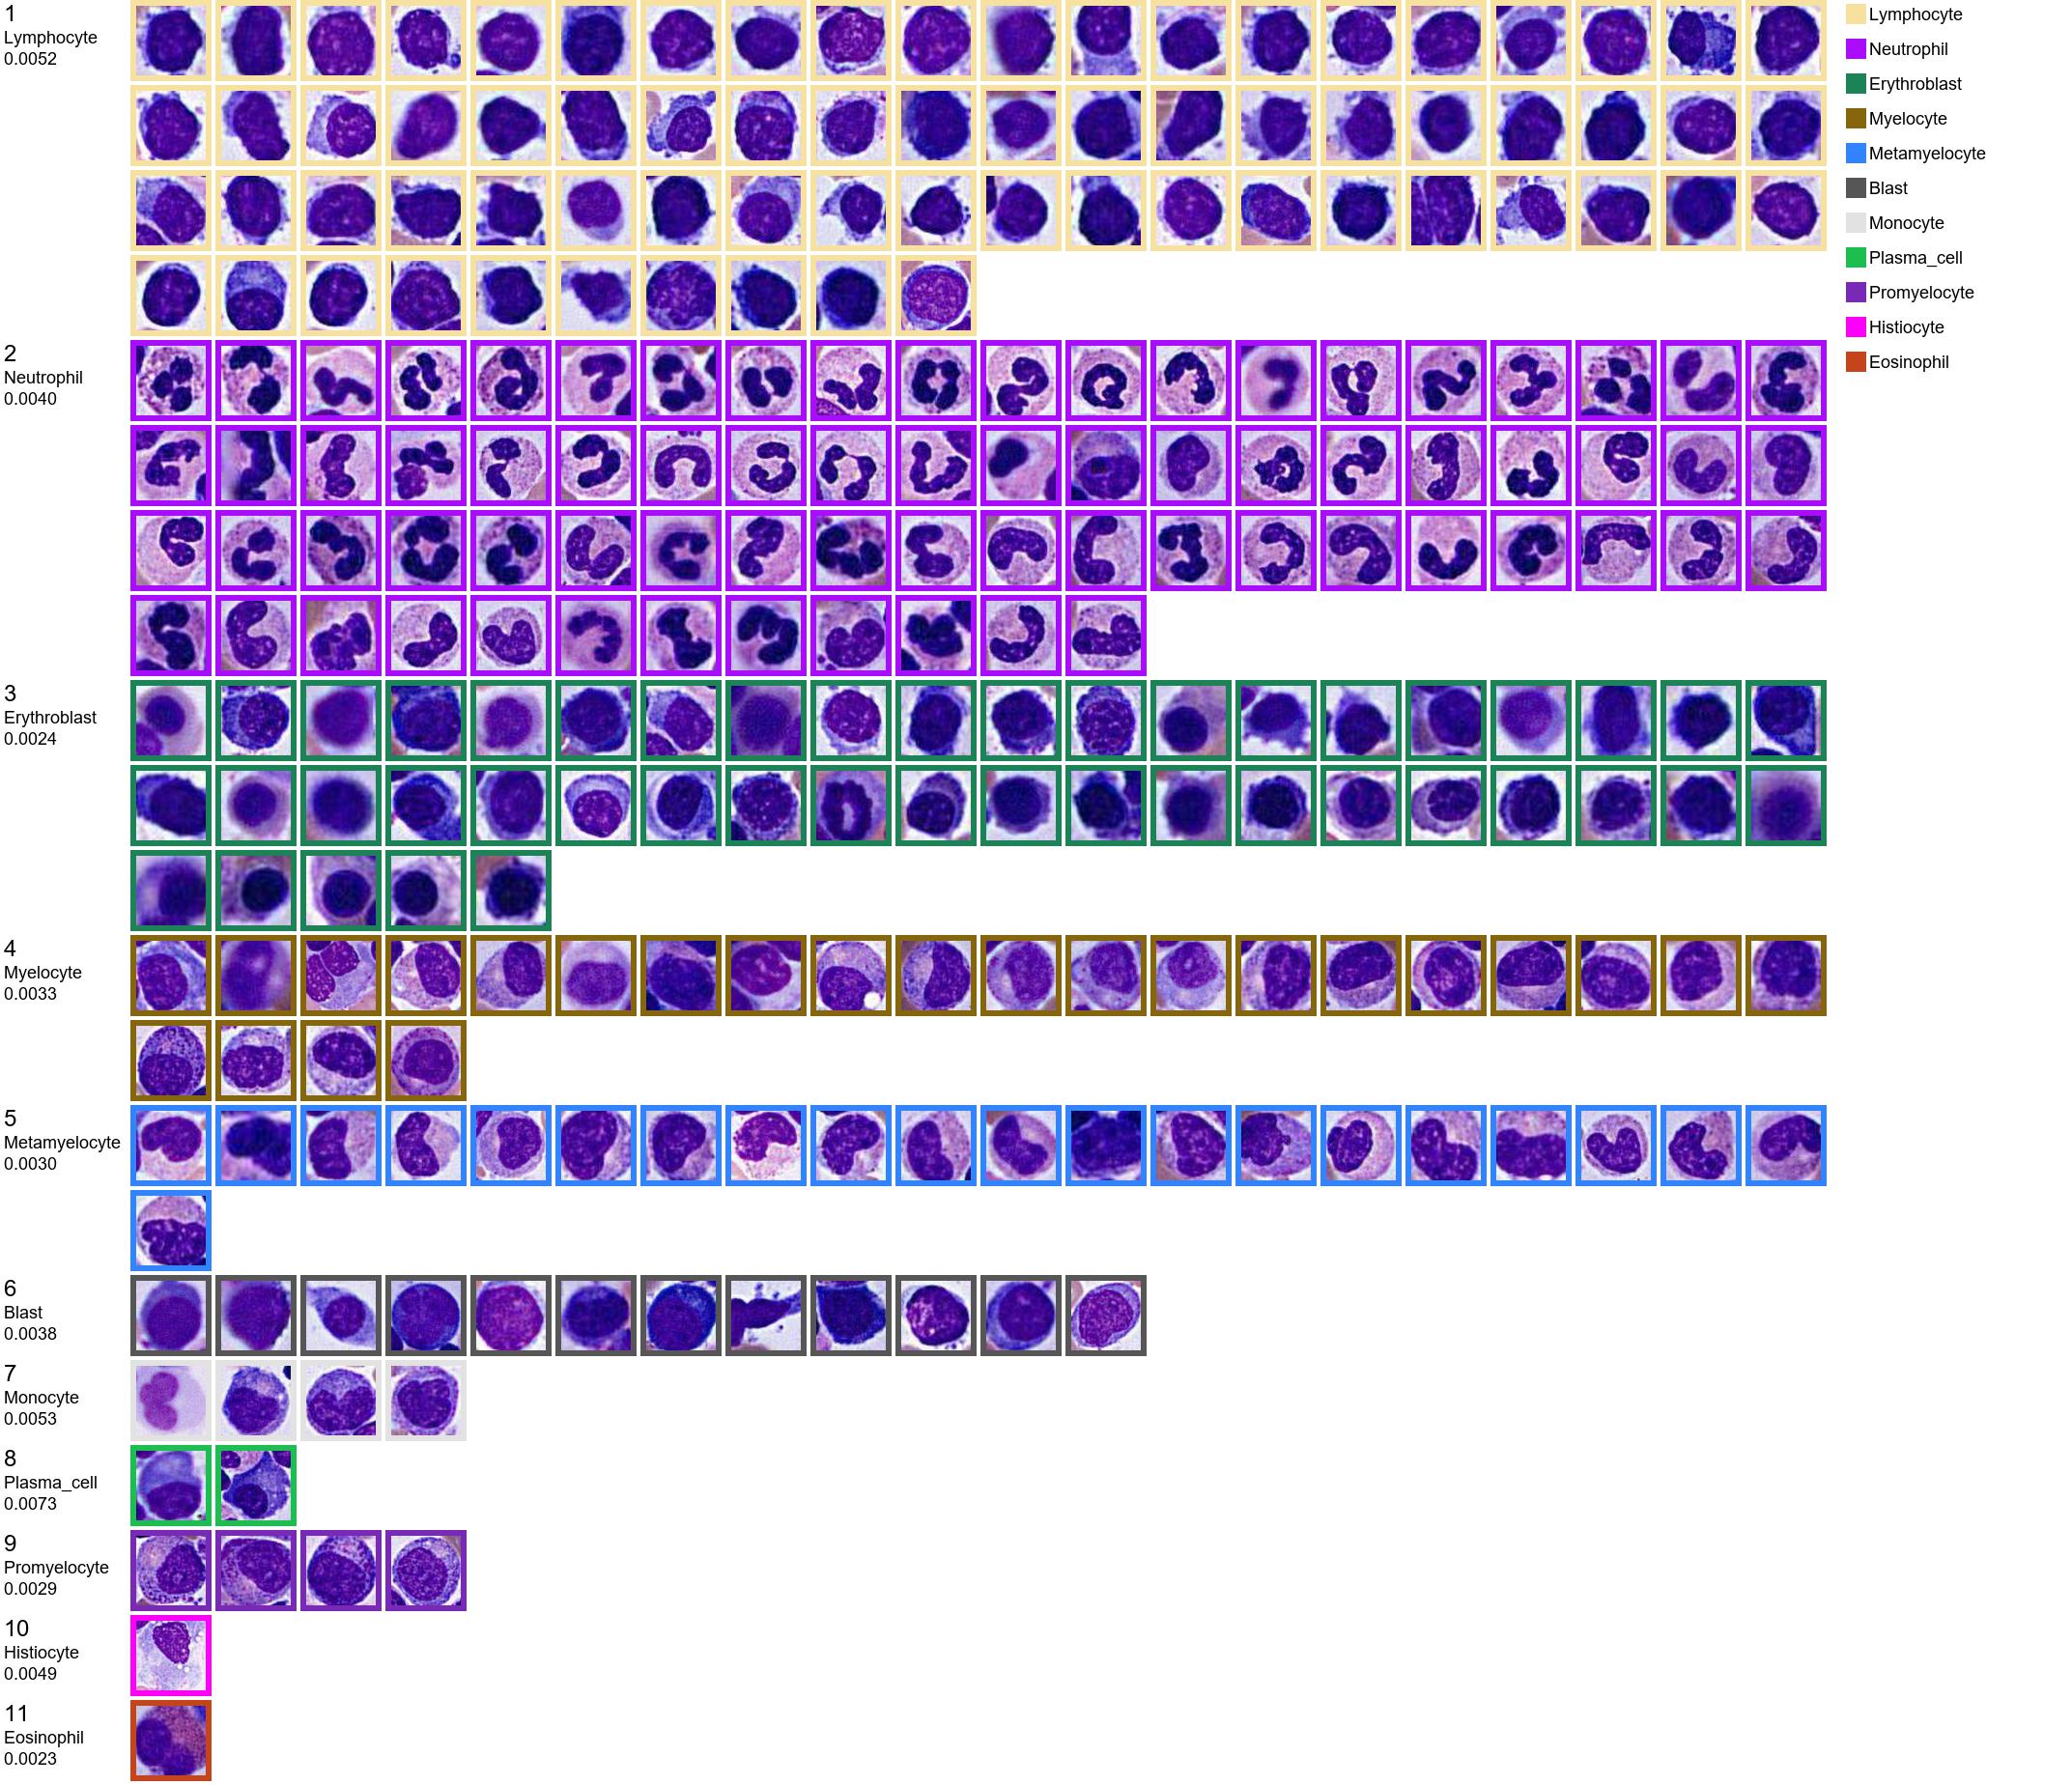 1
Lymphocyte
0.0052
2
Neutrophil
0.0040
3
Erythroblast
0.0024
4
Myelocyte
0.0033
5
Metamyelocyte
0.0030
6
Blast
0.0038
7
Monocyte
0.0053
8
Plasma_cell
0.0073
9
Promyelocyte
0.0029
10
Histiocyte
0.0049
11
Eosinophil
0.0023
Lymphocyte
Neutrophil
Erythroblast
Myelocyte
Metamyelocyte
Blast
Monocyte
Plasma_cell
Promyelocyte
Histiocyte
Eosinophil